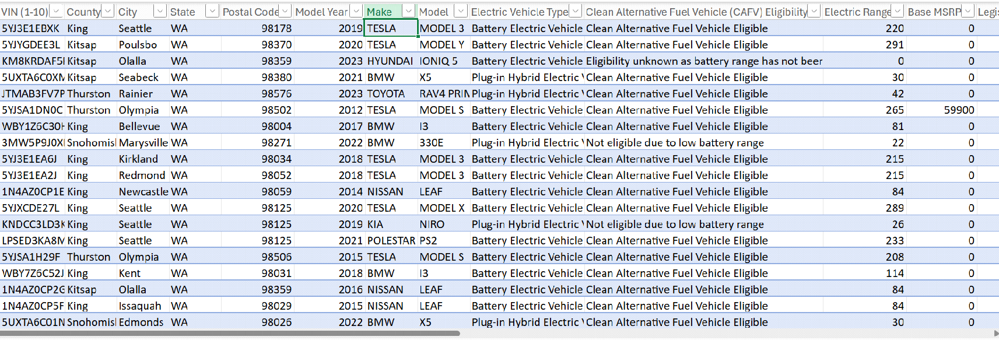 VIN (1-10) County City State Postal Code Model Year Make Model Electric Vehicle Type Clean Alternative Fuel Vehicle (CAFV) Eligibility Electric Range Base MSRP Legis
5YJ3E1EBXK King Seattle WA 98178 2019 TESLA MODEL 3 Battery Electric Vehicle Clean Alternative Fuel Vehicle Eligible 220 0
5YJYGDEE3L Kitsap Poulsbo WA 98370 2020 TESLA MODEL Y Battery Electric Vehicle Clean Alternative Fuel Vehicle Eligible 291 0
KM8KRDAF5 Kitsap Olalla WA 98359 2023 HYUNDAI IONIQ 5 Battery Electric Vehicle Eligibility unknown as battery range has not beer 0 0
5UXTA6C0XM Kitsap Seabeck WA 98380 2021 BMW X5 Plug-in Hybrid Electric Clean Alternative Fuel Vehicle Eligible 30 0
JTMAB3FV7P Thurston Rainier WA 98576 2023 TOYOTA RAV4 PRIN Plug-in Hybrid Electric Clean Alternative Fuel Vehicle Eligible 42 0
5YJSA1DN0C Thurston Olympia WA 98502 2012 TESLA MODEL S Battery Electric Vehicle Clean Alternative Fuel Vehicle Eligible 265 59900
WBY1Z6C30H King Bellevue WA 98004 2017 BMW I3 Battery Electric Vehicle Clean Alternative Fuel Vehicle Eligible 81 0
3MW5P9J0X Snohomisl Marysville WA 98271 2022 BMW 330E Plug-in Hybrid Electric Not eligible due to low battery range 22 0
5YJ3E1EA6J King Kirkland WA 98034 2018 TESLA MODEL 3 Battery Electric Vehicle Clean Alternative Fuel Vehicle Eligible 215 0
5YJ3E1EA2J King Redmond WA 98052 2018 TESLA MODEL 3 Battery Electric Vehicle Clean Alternative Fuel Vehicle Eligible 215 0
1N4AZ0CP1E King Newcastle WA 98059 2014 NISSAN LEAF Battery Electric Vehicle Clean Alternative Fuel Vehicle Eligible 84 0
5YJXCDE27L King Seattle WA 98125 2020 TESLA MODEL X Battery Electric Vehicle Clean Alternative Fuel Vehicle Eligible 289 0
KNDCC3LD3K King Seattle WA 98125 2019 KIA NIRO Plug-in Hybrid Electric Not eligible due to low battery range 26 0
LPSED3KA8M King Seattle WA 98125 2021 POLESTAR PS2 Battery Electric Vehicle Clean Alternative Fuel Vehicle Eligible 233 0
5YJSA1H29F Thurston Olympia WA 98506 2015 TESLA MODEL S Battery Electric Vehicle Clean Alternative Fuel Vehicle Eligible 208 0
WBY7Z6C52J King Kent WA 98031 2018 BMW I3 Battery Electric Vehicle Clean Alternative Fuel Vehicle Eligible 114 0
1N4AZ0CP2G Kitsap Olalla WA 98359 2016 NISSAN LEAF Battery Electric Vehicle Clean Alternative Fuel Vehicle Eligible 84 0
1N4AZ0CP5F King Issaquah WA 98029 2015 NISSAN LEAF Battery Electric Vehicle Clean Alternative Fuel Vehicle Eligible 84 0
5UXTA6C01N Snohomisl Edmonds WA 98026 2022 BMW X5 Plug-in Hybrid Electric Clean Alternative Fuel Vehicle Eligible 30 0